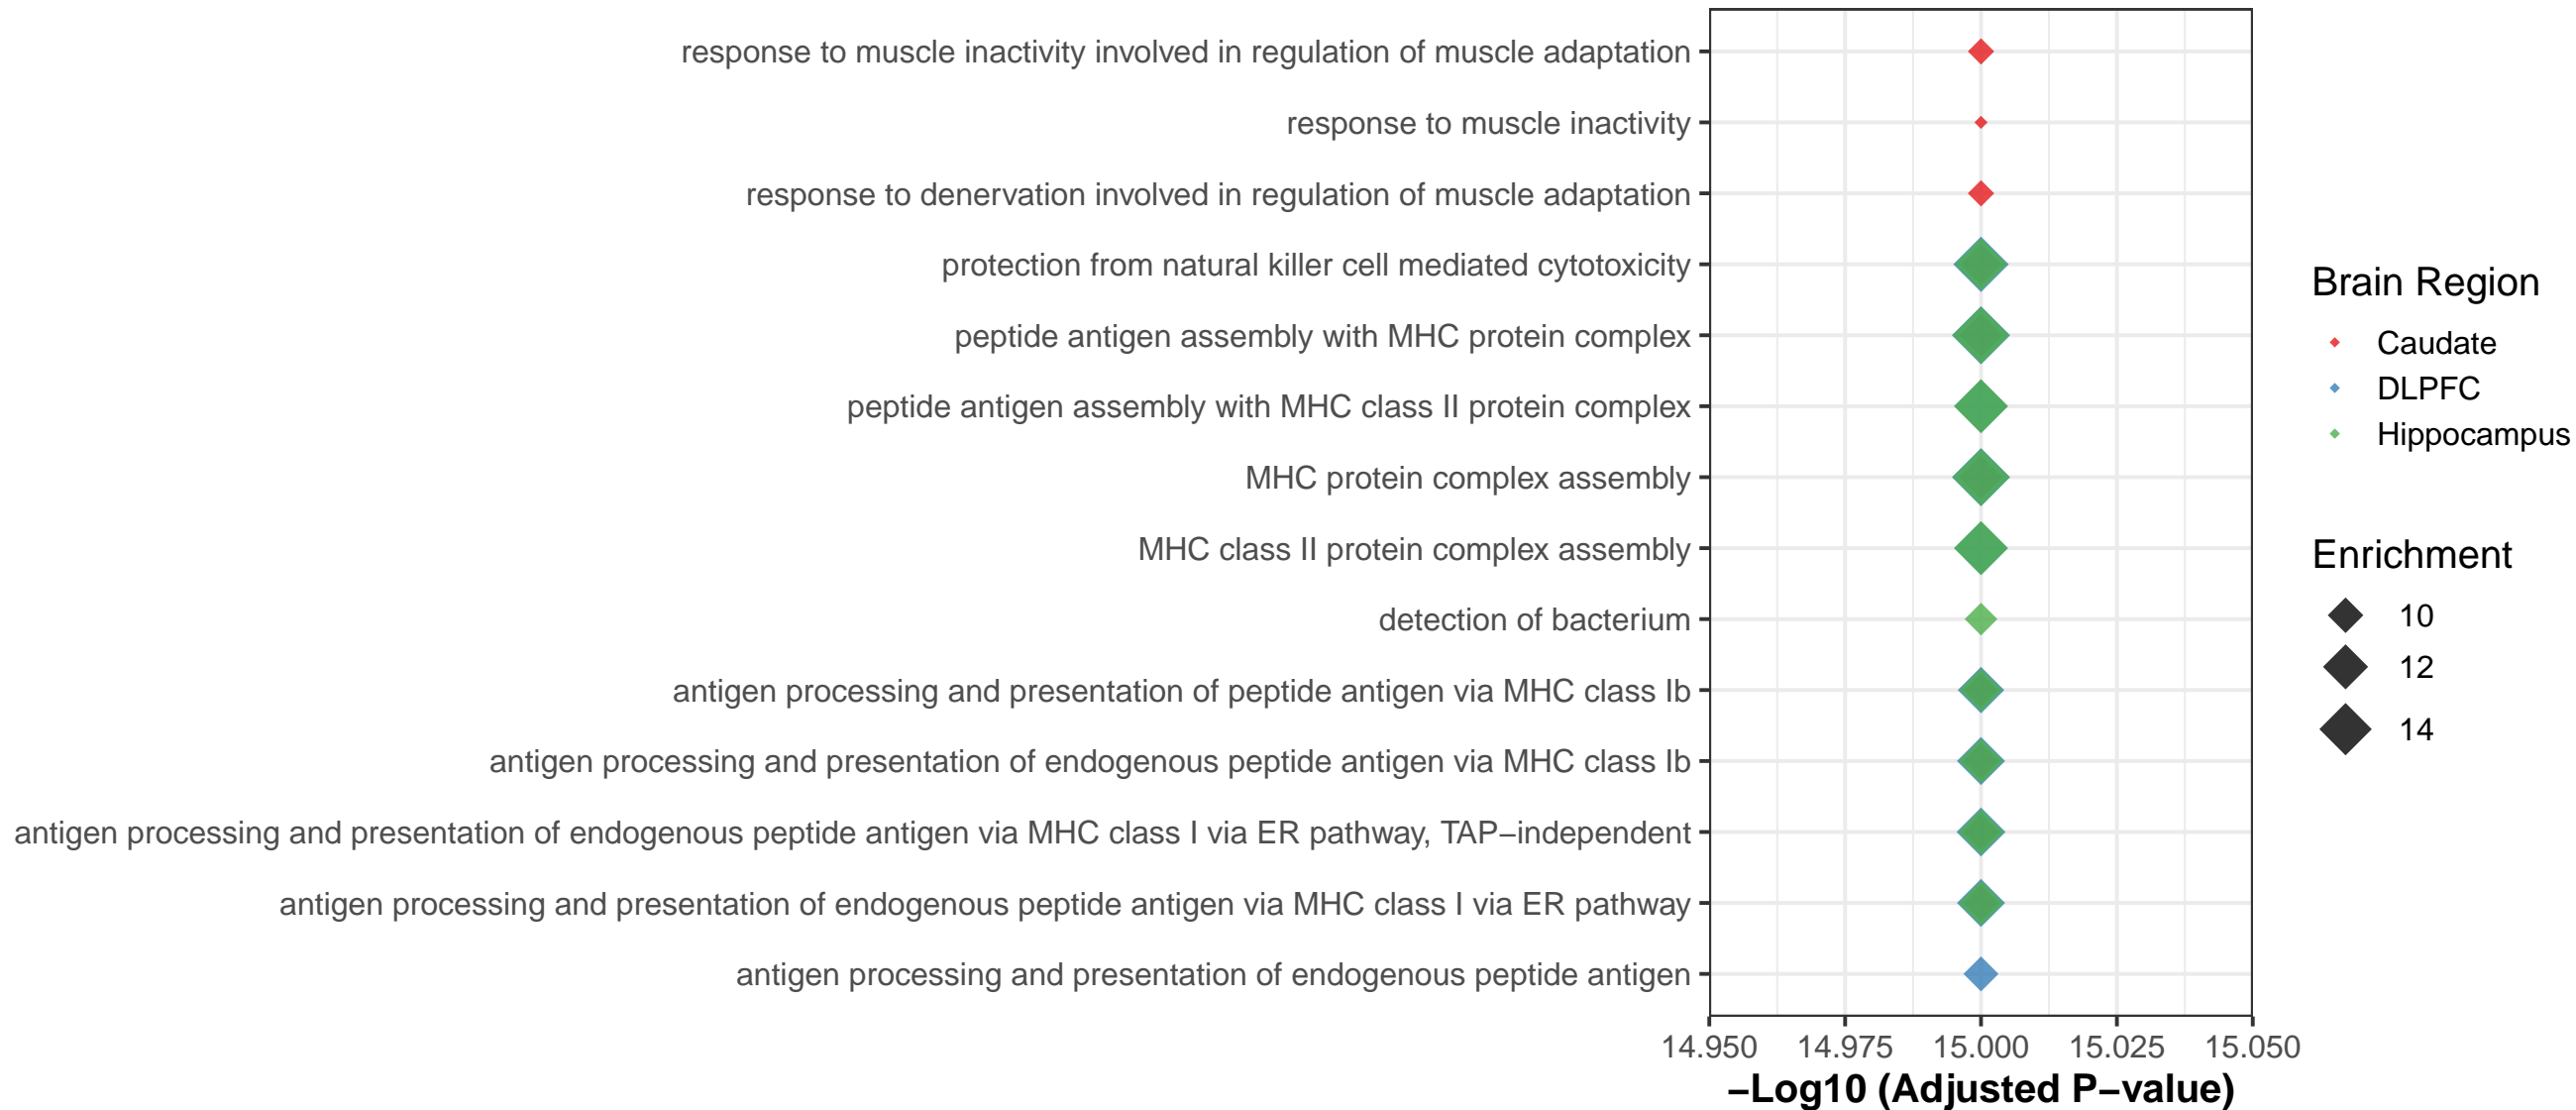 response to muscle inactivity involved in regulation of muscle adaptation
response to muscle inactivity
response to denervation involved in regulation of muscle adaptation
protection from natural killer cell mediated cytotoxicity
peptide antigen assembly with MHC protein complex
peptide antigen assembly with MHC class II protein complex
MHC protein complex assembly
MHC class II protein complex assembly
detection of bacterium
antigen processing and presentation of peptide antigen via MHC class Ib
antigen processing and presentation of endogenous peptide antigen via MHC class Ib
antigen processing and presentation of endogenous peptide antigen via MHC class I via ER pathway, TAP−independent
antigen processing and presentation of endogenous peptide antigen via MHC class I via ER pathway
antigen processing and presentation of endogenous peptide antigen
14.950 14.975 15.000 15.025 15.050
−Log10 (Adjusted P−value)
Brain Region
Caudate
DLPFC
Hippocampus
Enrichment
10
12
14